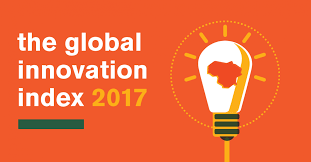 the global
innovation
index 2017